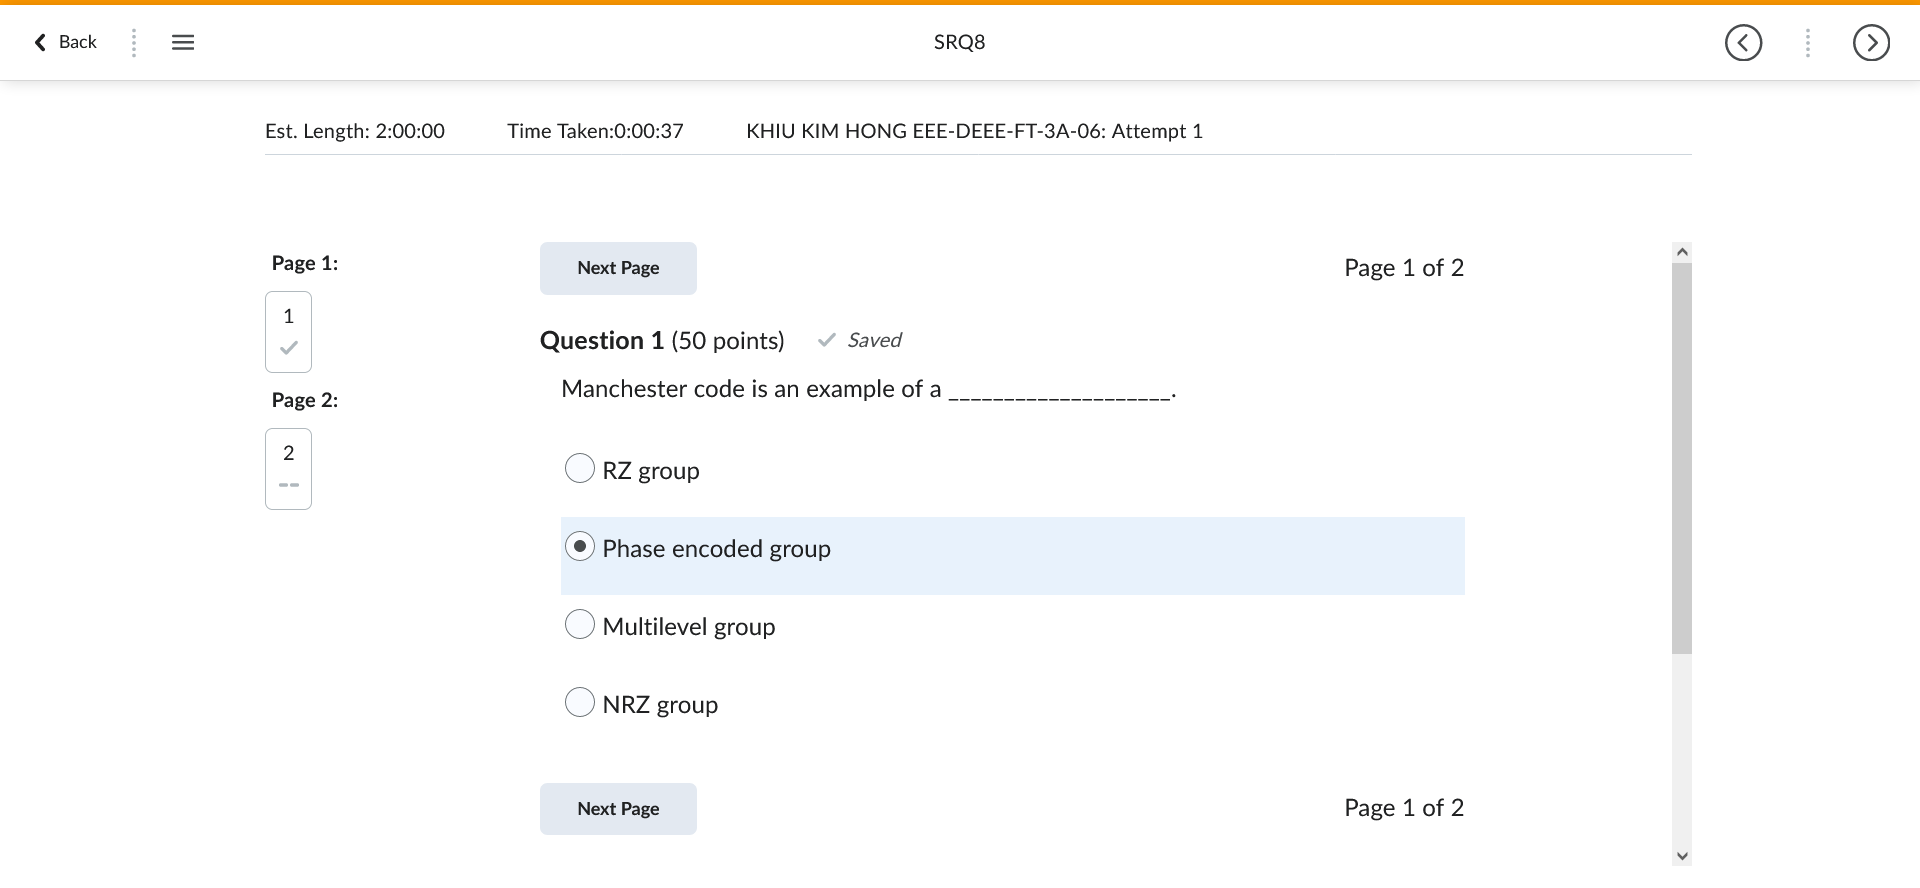 Back
SRQ8
Est. Length: 2:00:00 Time Taken:0:00:37 KHIU KIM HONG EEE-DEEE-FT-3A-06: Attempt 1
Page 1:
1
Page 2:
2
--
Next Page Page 1 of 2
Question 1 (50 points) Saved
Manchester code is an example of a ____________________.
RZ group
Phase encoded group
Multilevel group
NRZ group
Next Page Page 1 of 2